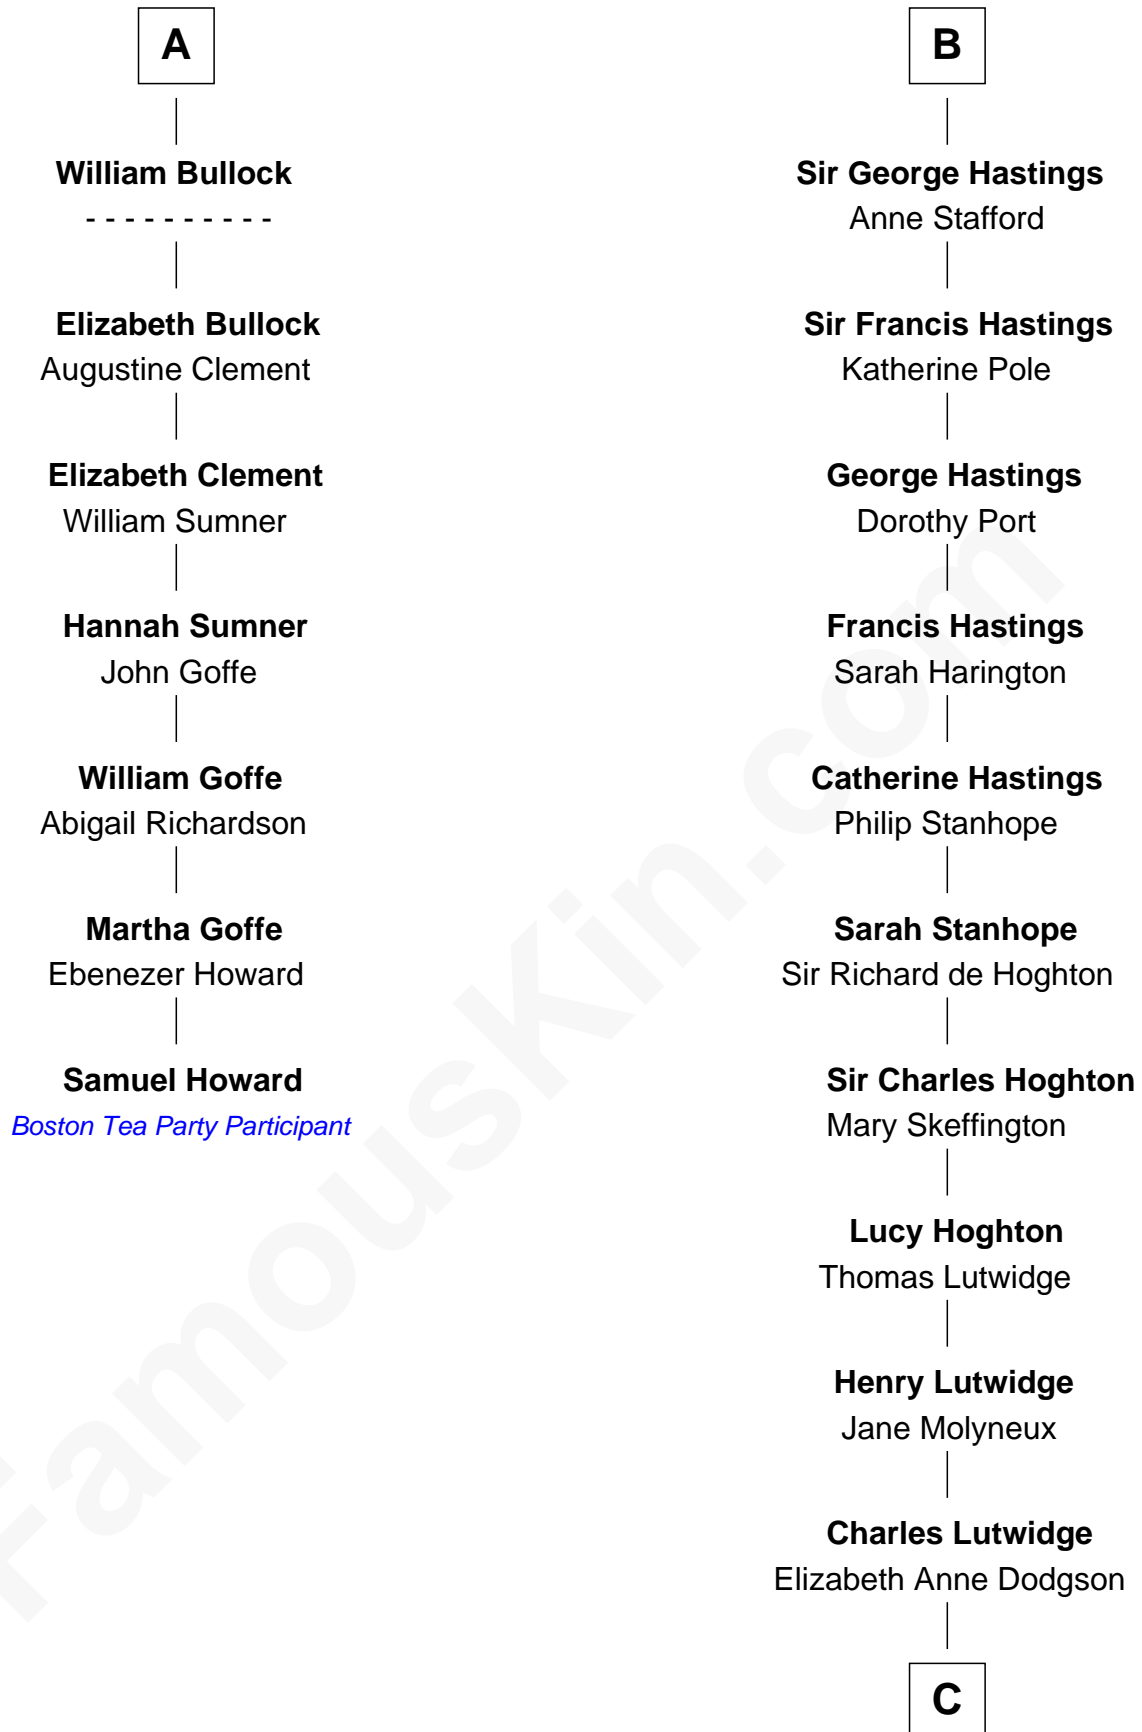 A
William Bullock
- - - - - - - - - -
Elizabeth Bullock
Augustine Clement
Elizabeth Clement
William Sumner
Hannah Sumner
John Goffe
William Goffe
Abigail Richardson
Martha Goffe
Ebenezer Howard
Samuel Howard
Boston Tea Party Participant
B
Sir George Hastings
Anne Stafford
Sir Francis Hastings
Katherine Pole
George Hastings
Dorothy Port
Francis Hastings
Sarah Harington
Catherine Hastings
Philip Stanhope
Sarah Stanhope
Sir Richard de Hoghton
Sir Charles Hoghton
Mary Skeffington
Lucy Hoghton
Thomas Lutwidge
Henry Lutwidge
Jane Molyneux
Charles Lutwidge
Elizabeth Anne Dodgson
C
FamousKin.com